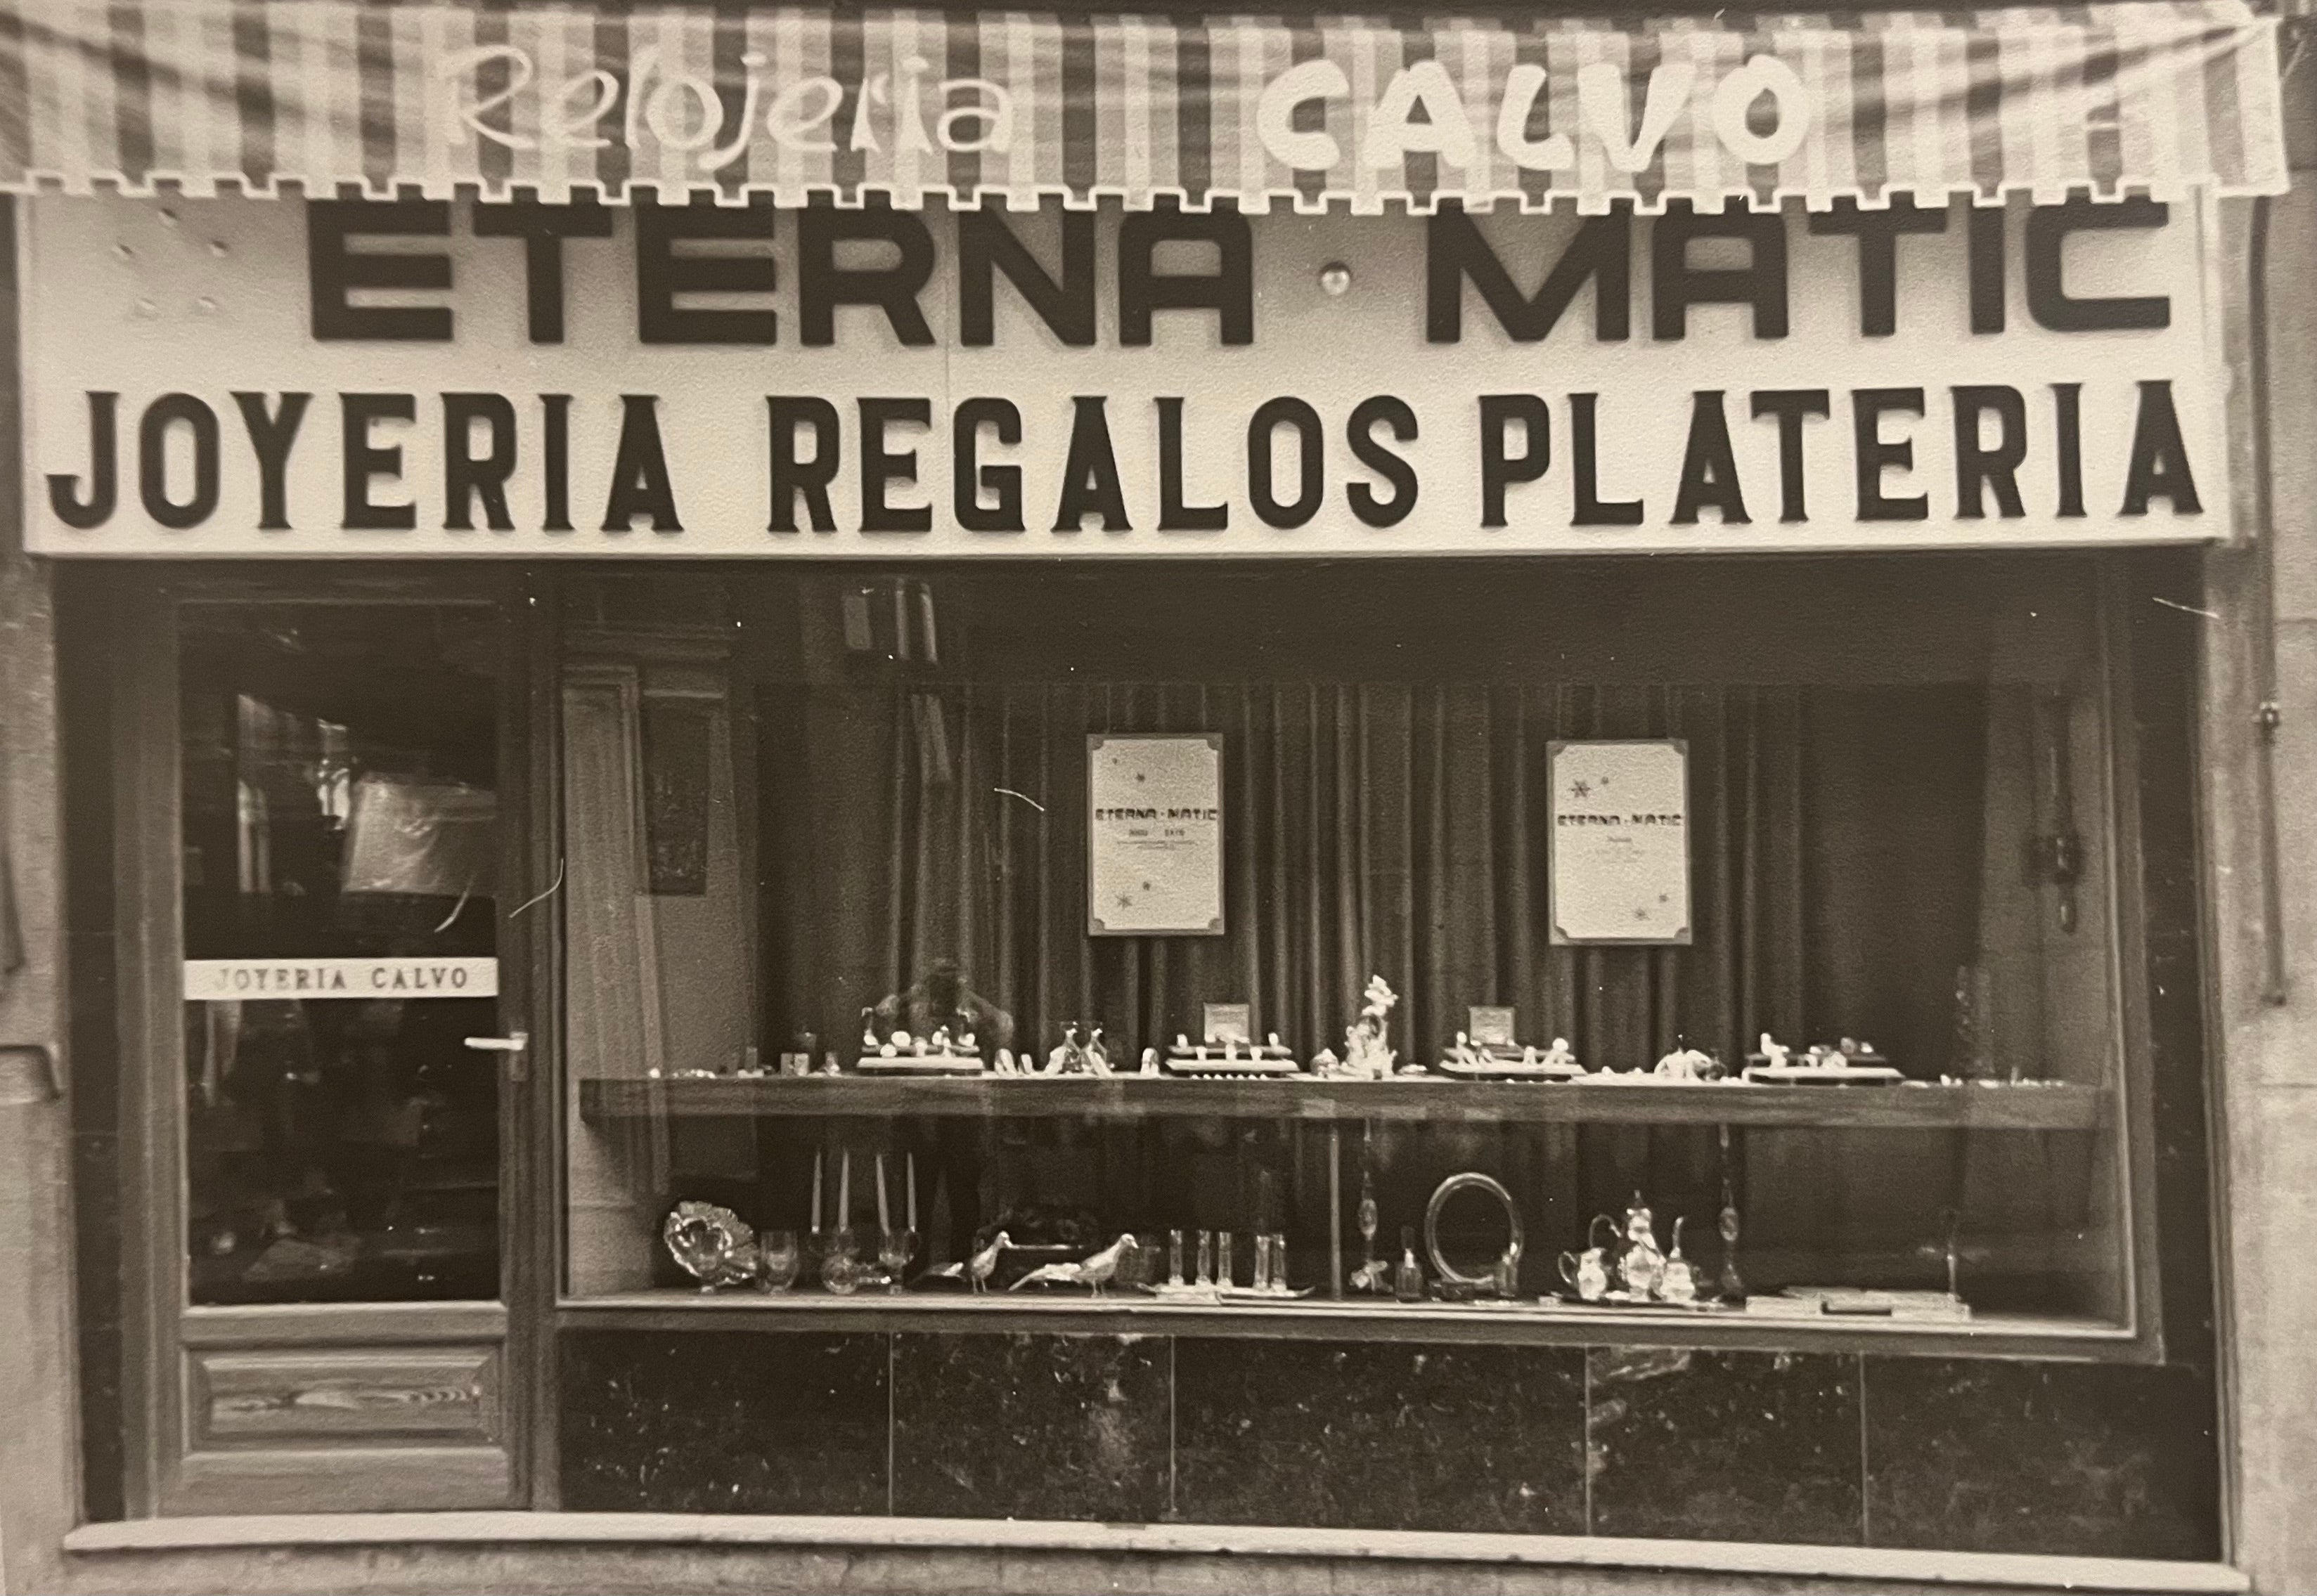 Relojeria CALVO
ETERNA · MATIC
JOYERIA REGALOS PLATERIA
ETERNA · MATIC
ETERNA · MATIC
JOYERIA CALVO